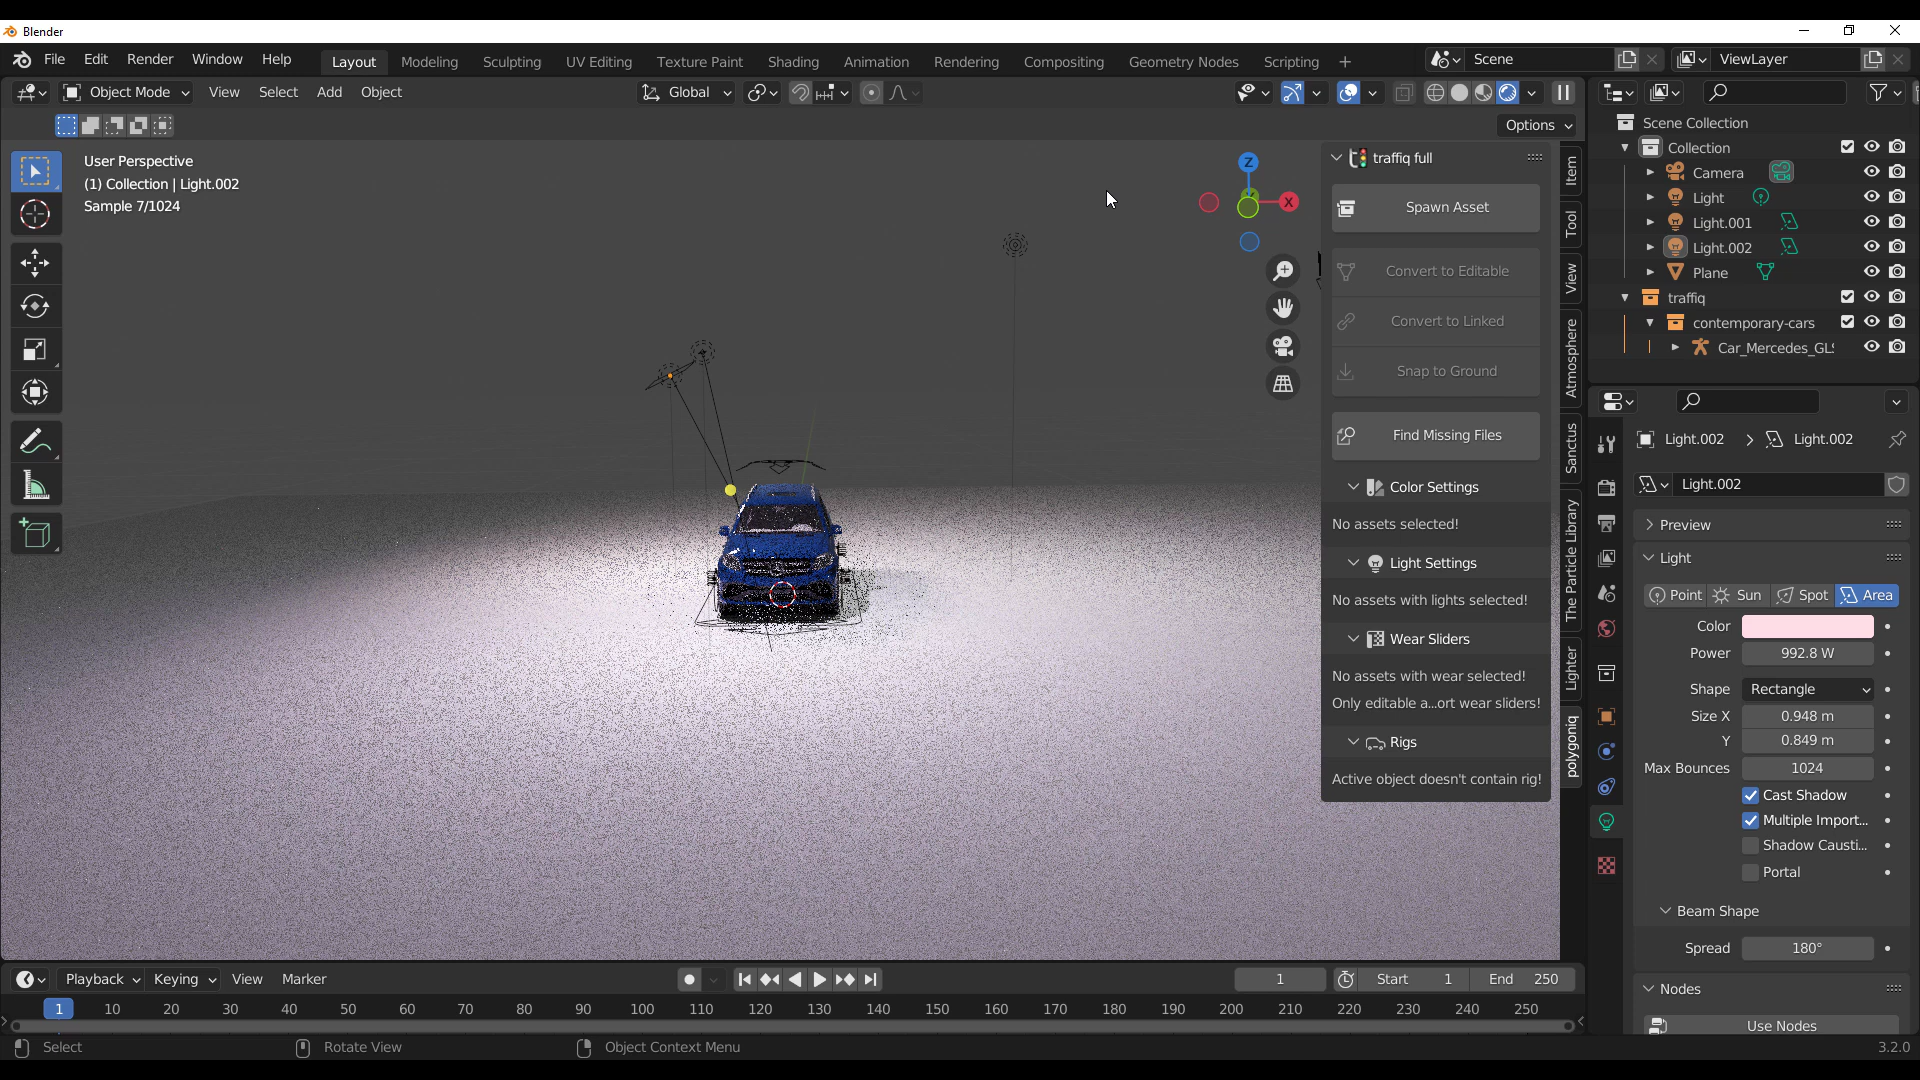 Blender
File Edit Render Window Help Layout Modeling Sculpting UV Editing Texture Paint Shading Animation Rendering Compositing Geometry Nodes Scripting + Scene ViewLayer
Object Mode View Select Add Object Global
Options
User Perspective
(1) Collection | Light.002
Sample 7/1024
Z
X
traffiq full
Spawn Asset
Convert to Editable
Convert to Linked
Snap to Ground
Find Missing Files
Color Settings
No assets selected!
Light Settings
No assets with lights selected!
Wear Sliders
No assets with wear selected!
Only editable a...ort wear sliders!
Rigs
Active object doesn't contain rig!
Item
Tool
View
Atmosphere
Sanctus
The Particle Library
Lighter
polygoniq
Scene Collection
Collection
Camera
Light
Light.001
Light.002
Plane
traffiq
contemporary-cars
Car_Mercedes_GL
Light.002 > Light.002
Light.002
Preview
Light
Point Sun Spot Area
Color
Power 992.8 W
Shape Rectangle
Size X 0.948 m
Y 0.849 m
Max Bounces 1024
Cast Shadow
Multiple Import...
Shadow Causti...
Portal
Beam Shape
Spread 180°
Nodes
Use Nodes
Playback Keying View Marker 1 Start 1 End 250
1 10 20 30 40 50 60 70 80 90 100 110 120 130 140 150 160 170 180 190 200 210 220 230 240 250
Select Rotate View Object Context Menu 3.2.0